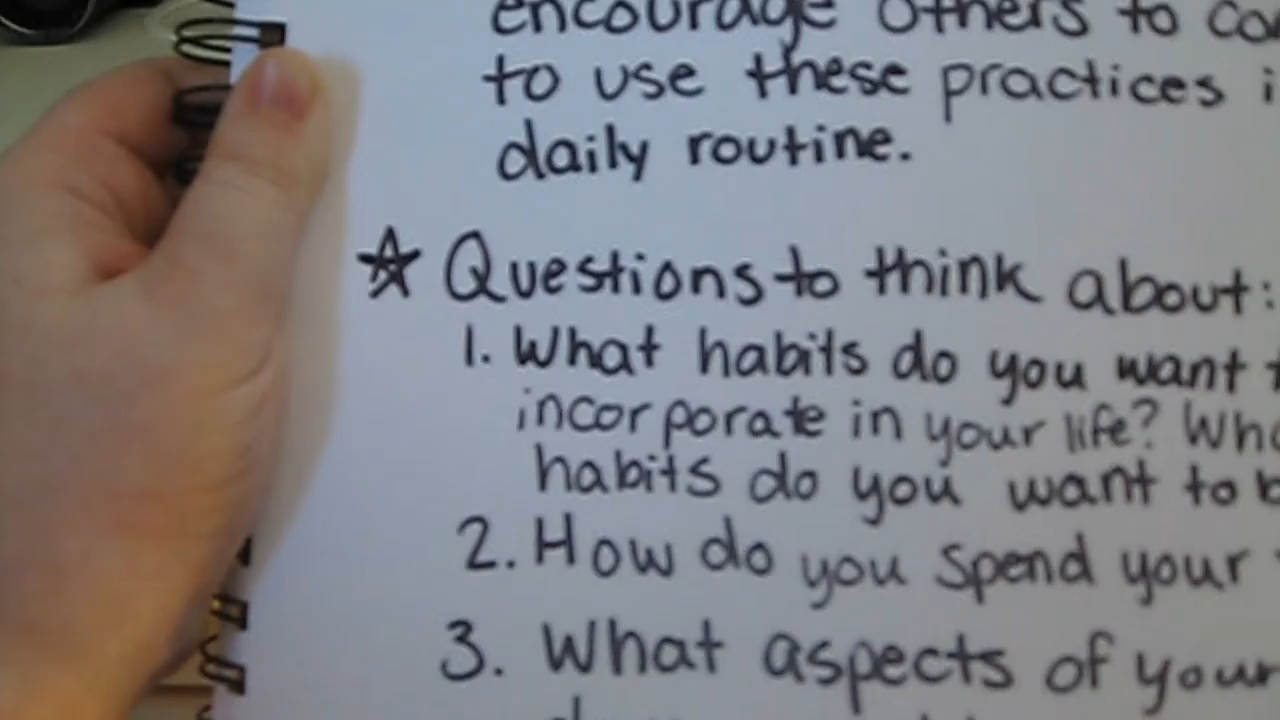 encourage others to
to use these practices
daily routine.
☆ Questions to think about:
1. What habits do you want
incorporate in your life?
habits do you want to
2. How do you spend your
3. What aspects of your